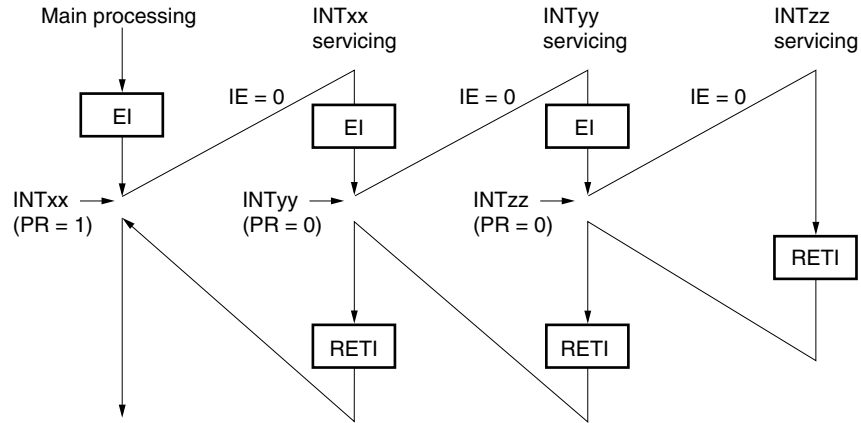 Main processing
INTxx
servicing
INTyy
servicing
INTzz
servicing
IE = 0
IE = 0
IE = 0
EI
EI
EI
INTxx
(PR = 1)
INTyy
(PR = 0)
INTzz
(PR = 0)
RETI
RETI
RETI